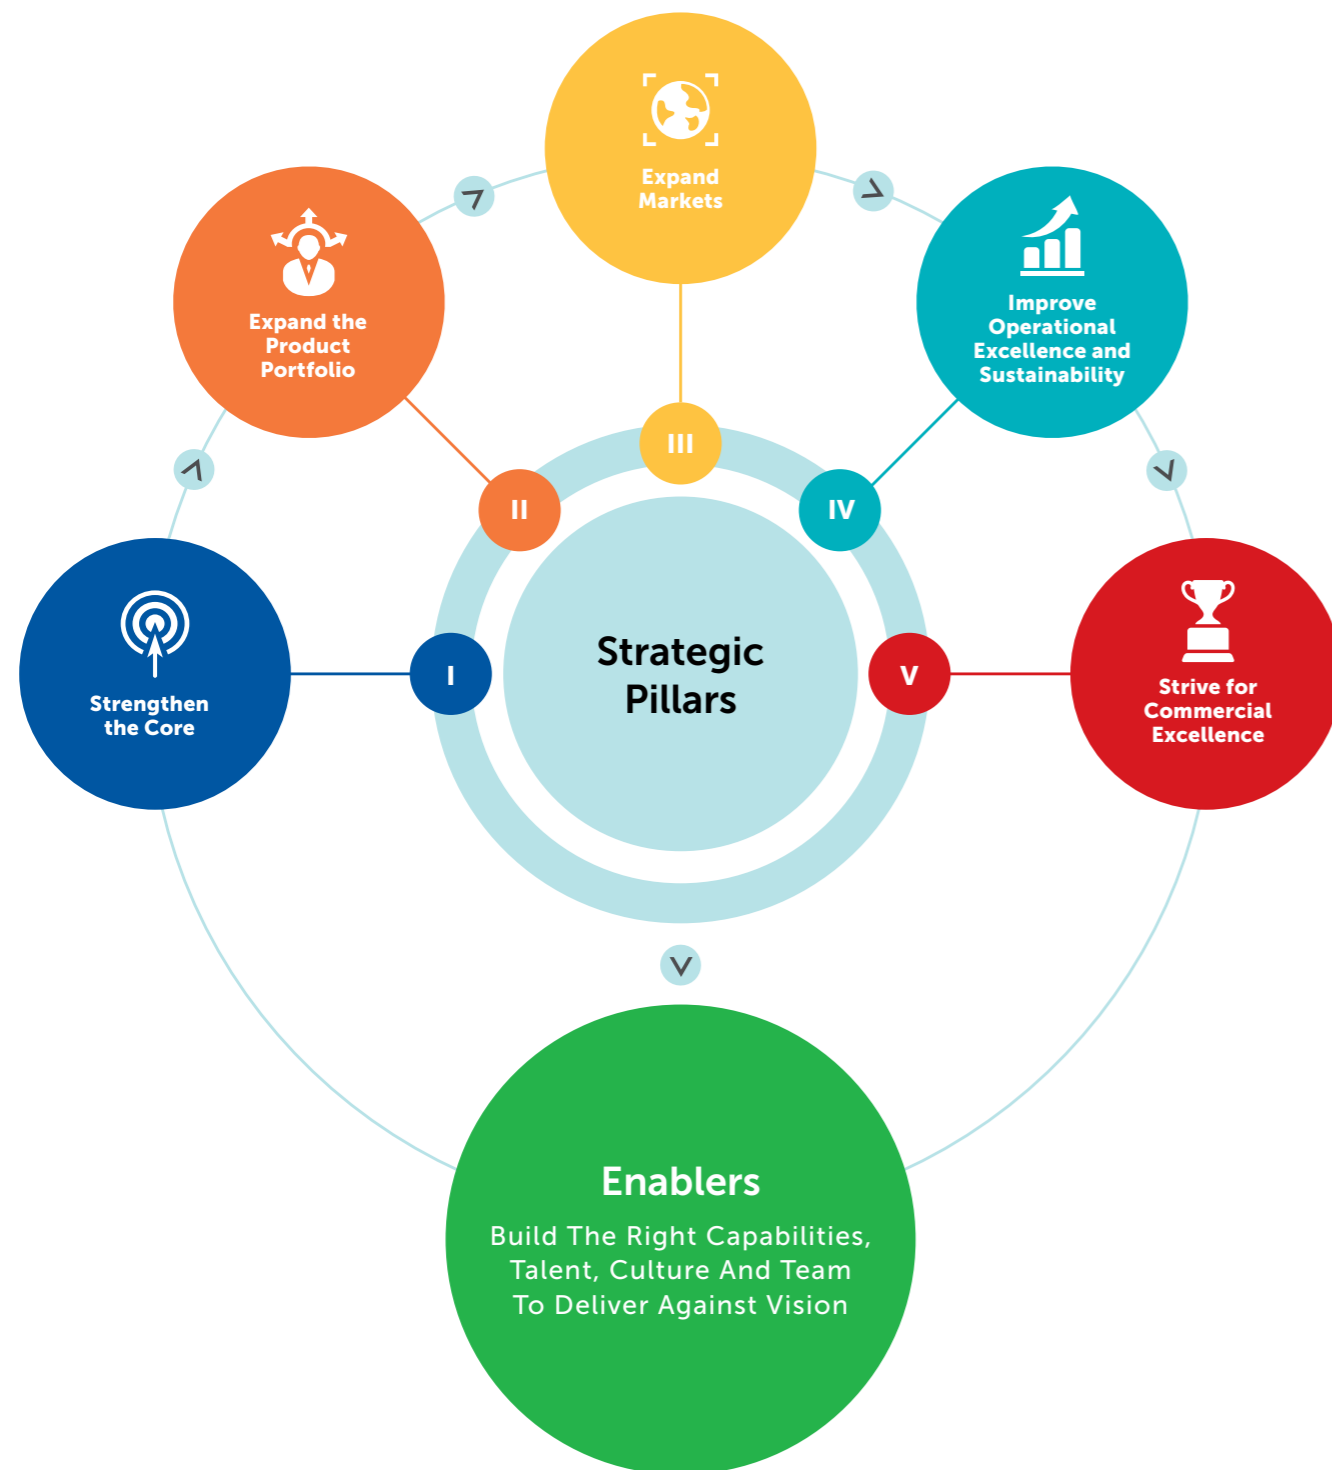 Expand
Markets
Expand the
Product
Portfolio
Improve
Operational
Excellence and
Sustainability
III
II
IV
Strengthen
the Core
I
Strategic
Pillars
V
Strive for
Commercial
Excellence
Enablers
Build The Right Capabilities,
Talent, Culture And Team
To Deliver Against Vision